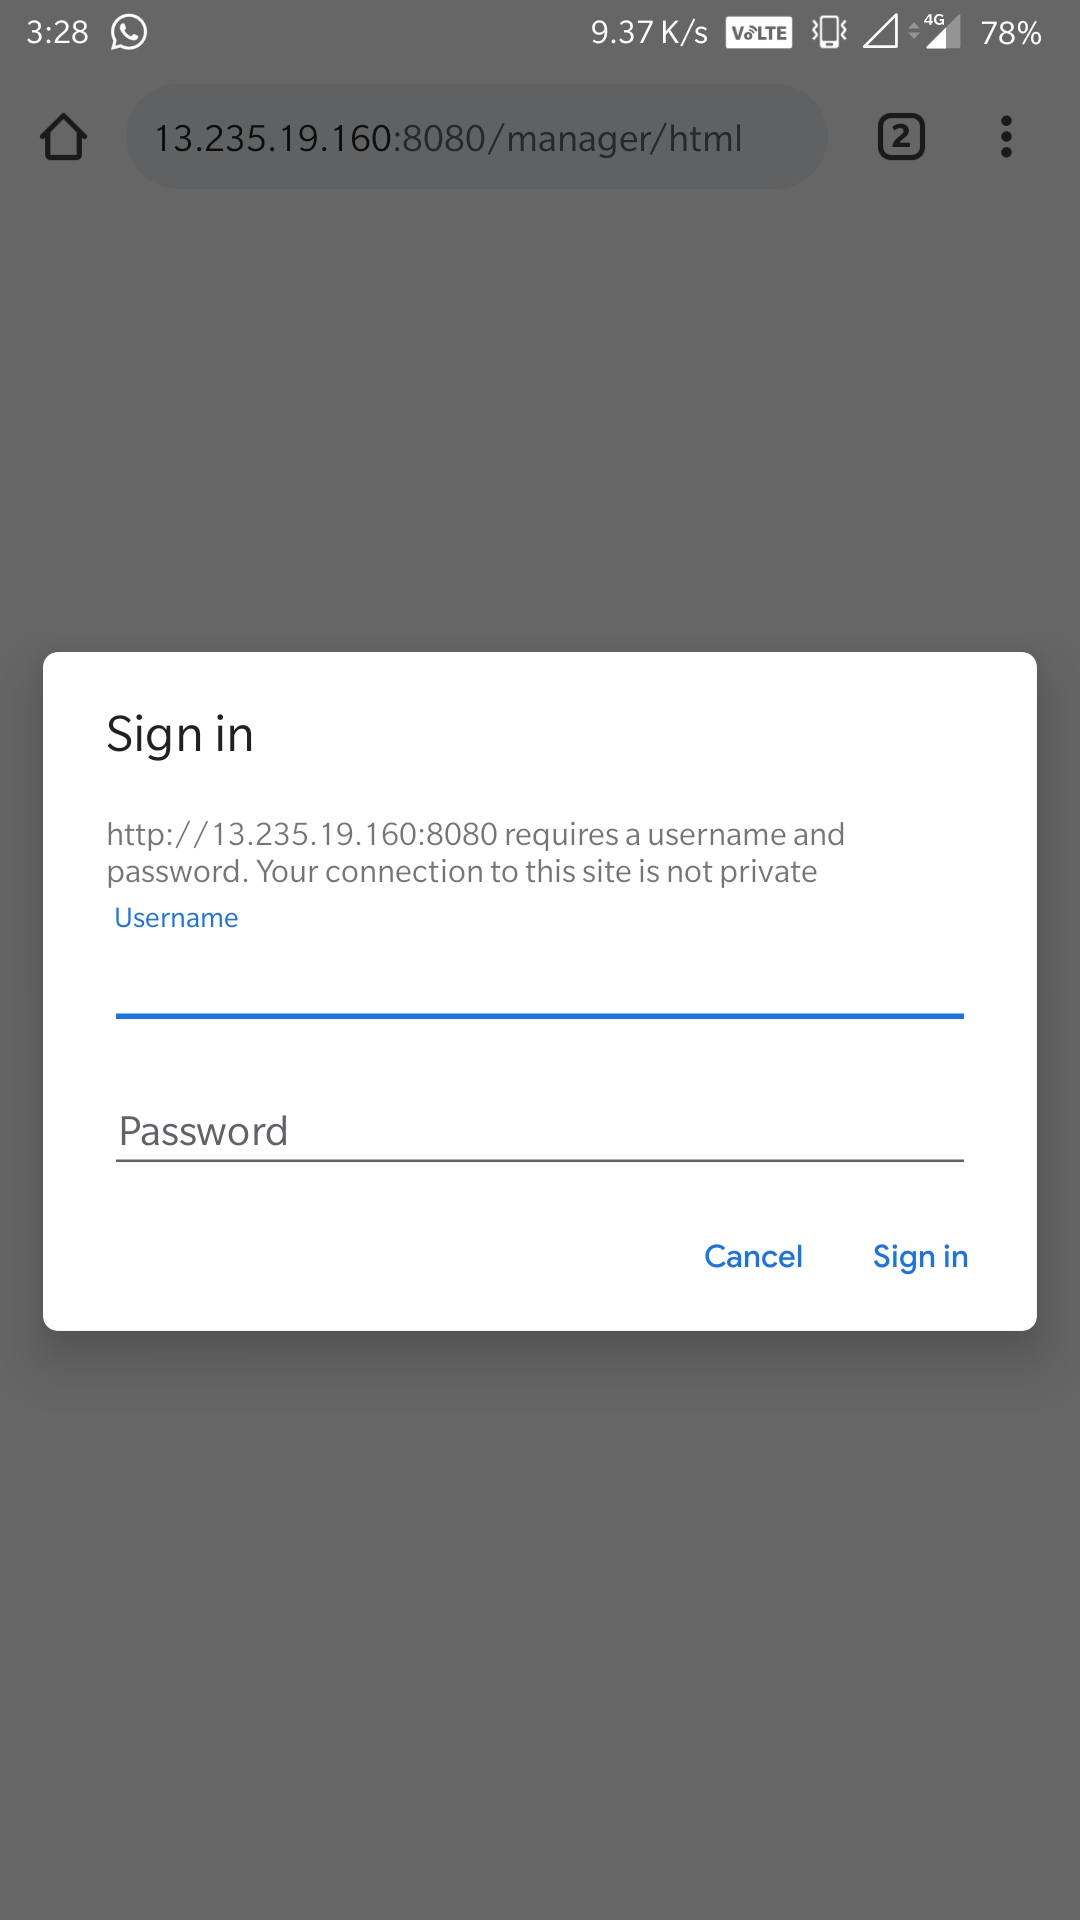 3:28 9.37 K/s VoLTE 4G 78%
13.235.19.160:8080/manager/html 2
Sign in
http://13.235.19.160:8080 requires a username and
password. Your connection to this site is not private
Username
Password
Cancel Sign in